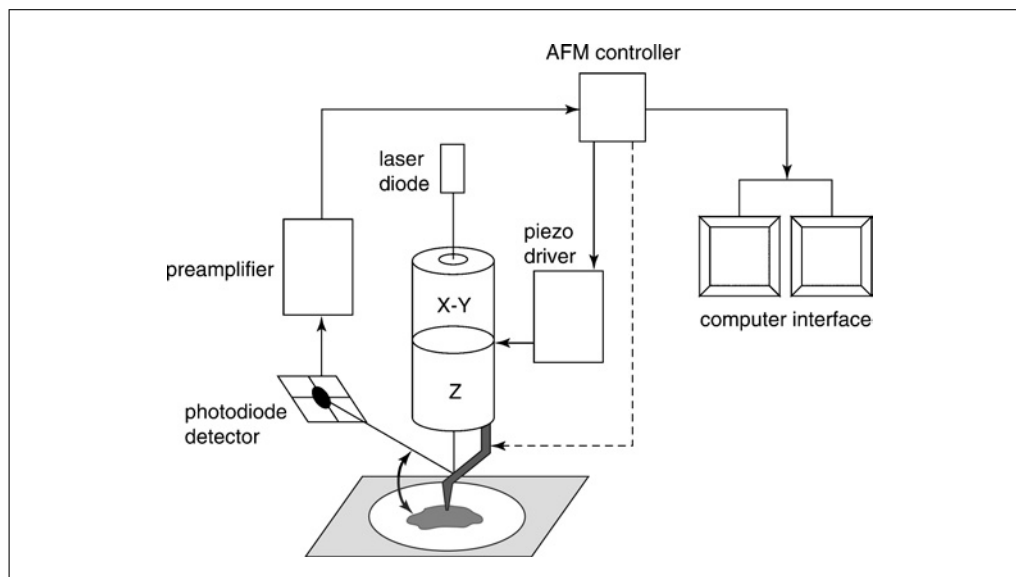 AFM controller
laser
diode
piezo
driver
preamplifier
X-Y
computer interface
Z
photodiode
detector